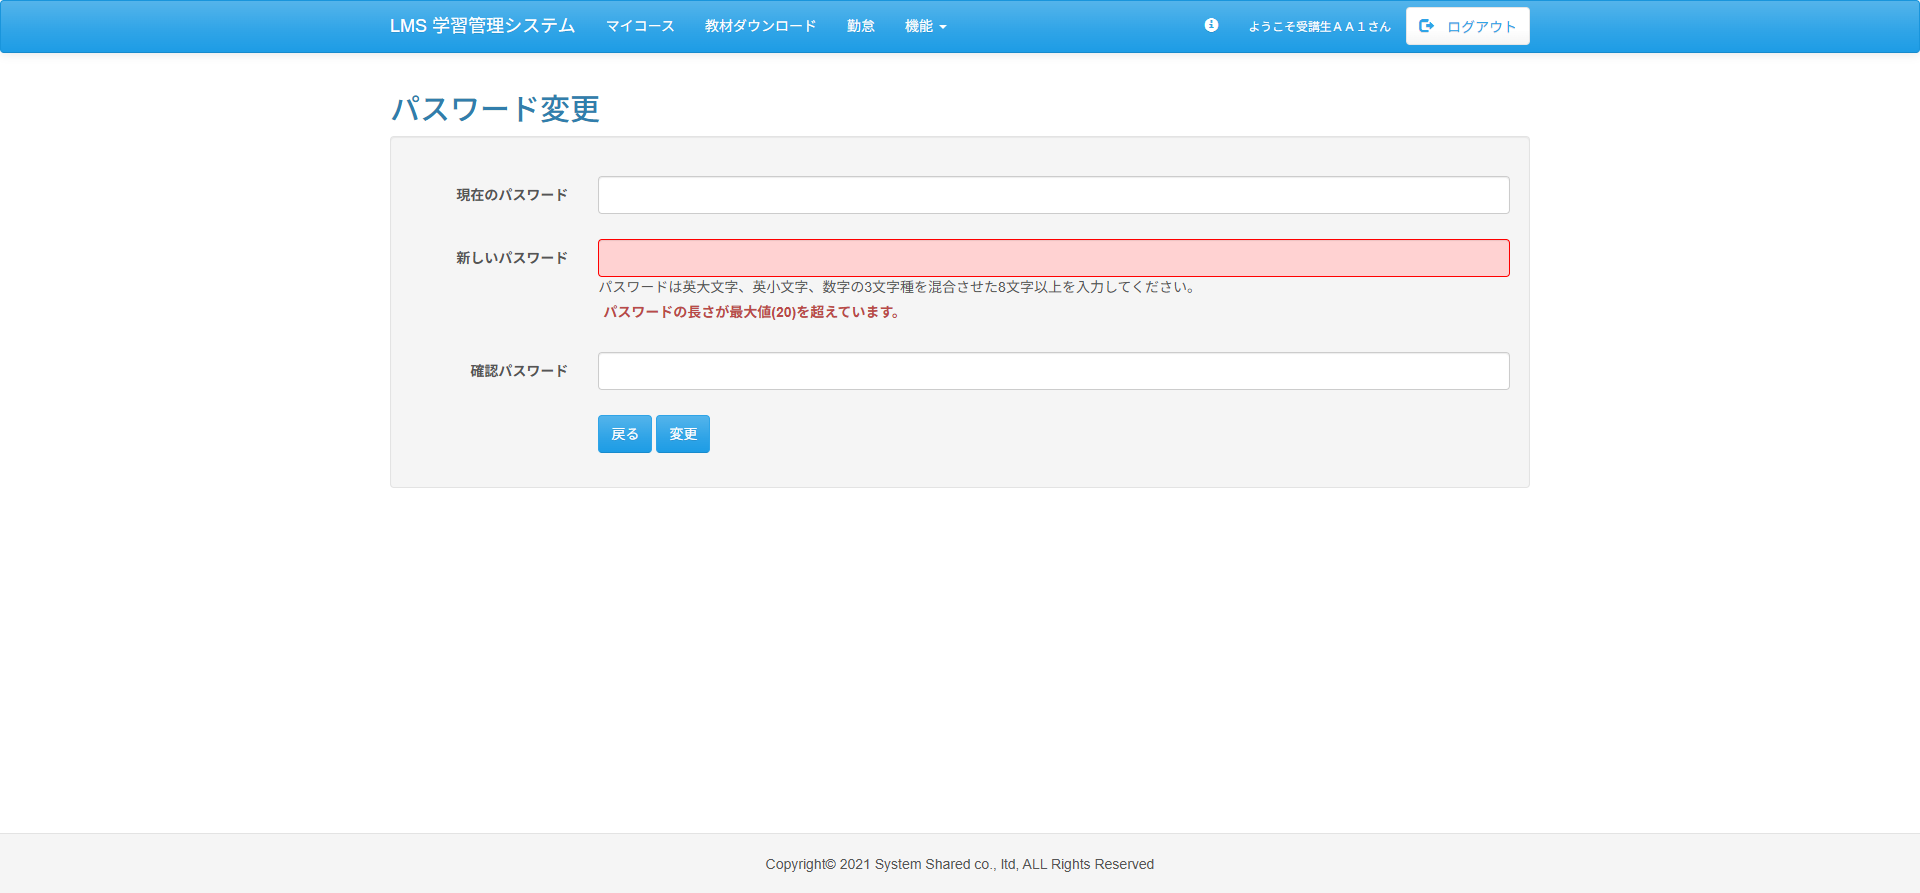 LMS 学習管理システム マイコース 教材ダウンロード 勤怠 機能 ようこそ受講生ＡＡ１さん ログアウト
パスワード変更
現在のパスワード
新しいパスワード
パスワードは英大文字、英小文字、数字の3文字種を混合させた8文字以上を入力してください。
パスワードの長さが最大値(20)を超えています。
確認パスワード
戻る 変更
Copyright© 2021 System Shared co., ltd, ALL Rights Reserved